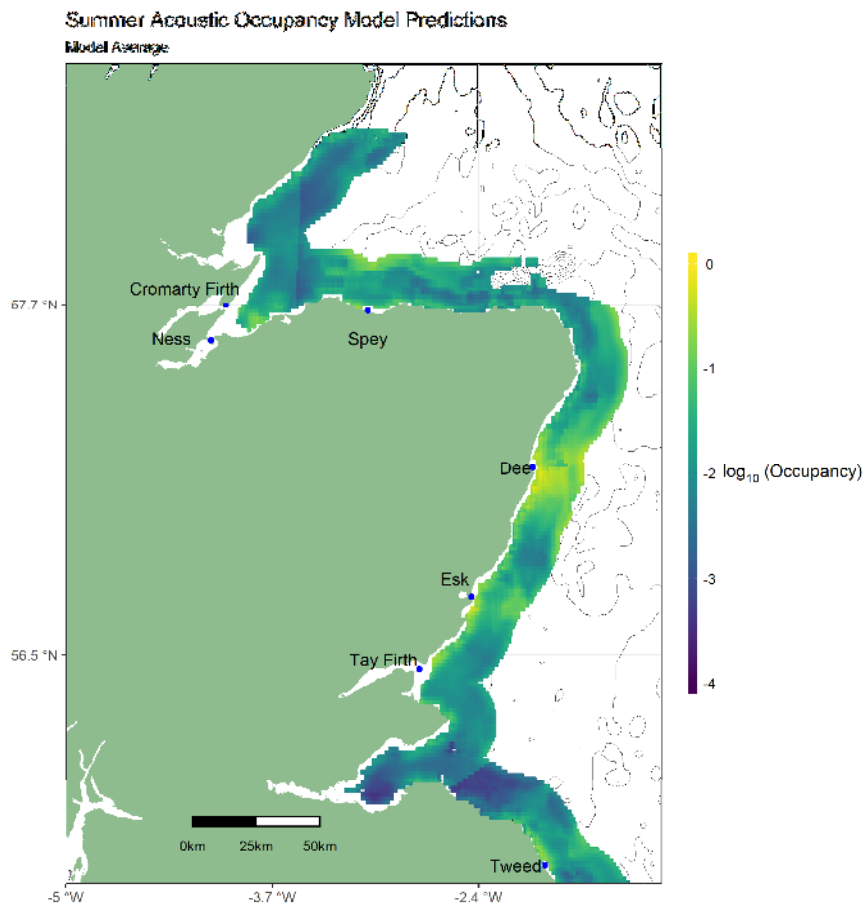 Summer Acoustic Occupancy Model Predictions
Model Average
Cromarty Firth
67.7 °N
Ness
Spey
Dee
Esk
56.5 °N
Tay Firth
0km 25km 50km
Tweed
-5 °W -3.7 °W -2.4 °W
0
-1
-2
log10 (Occupancy)
-3
-4